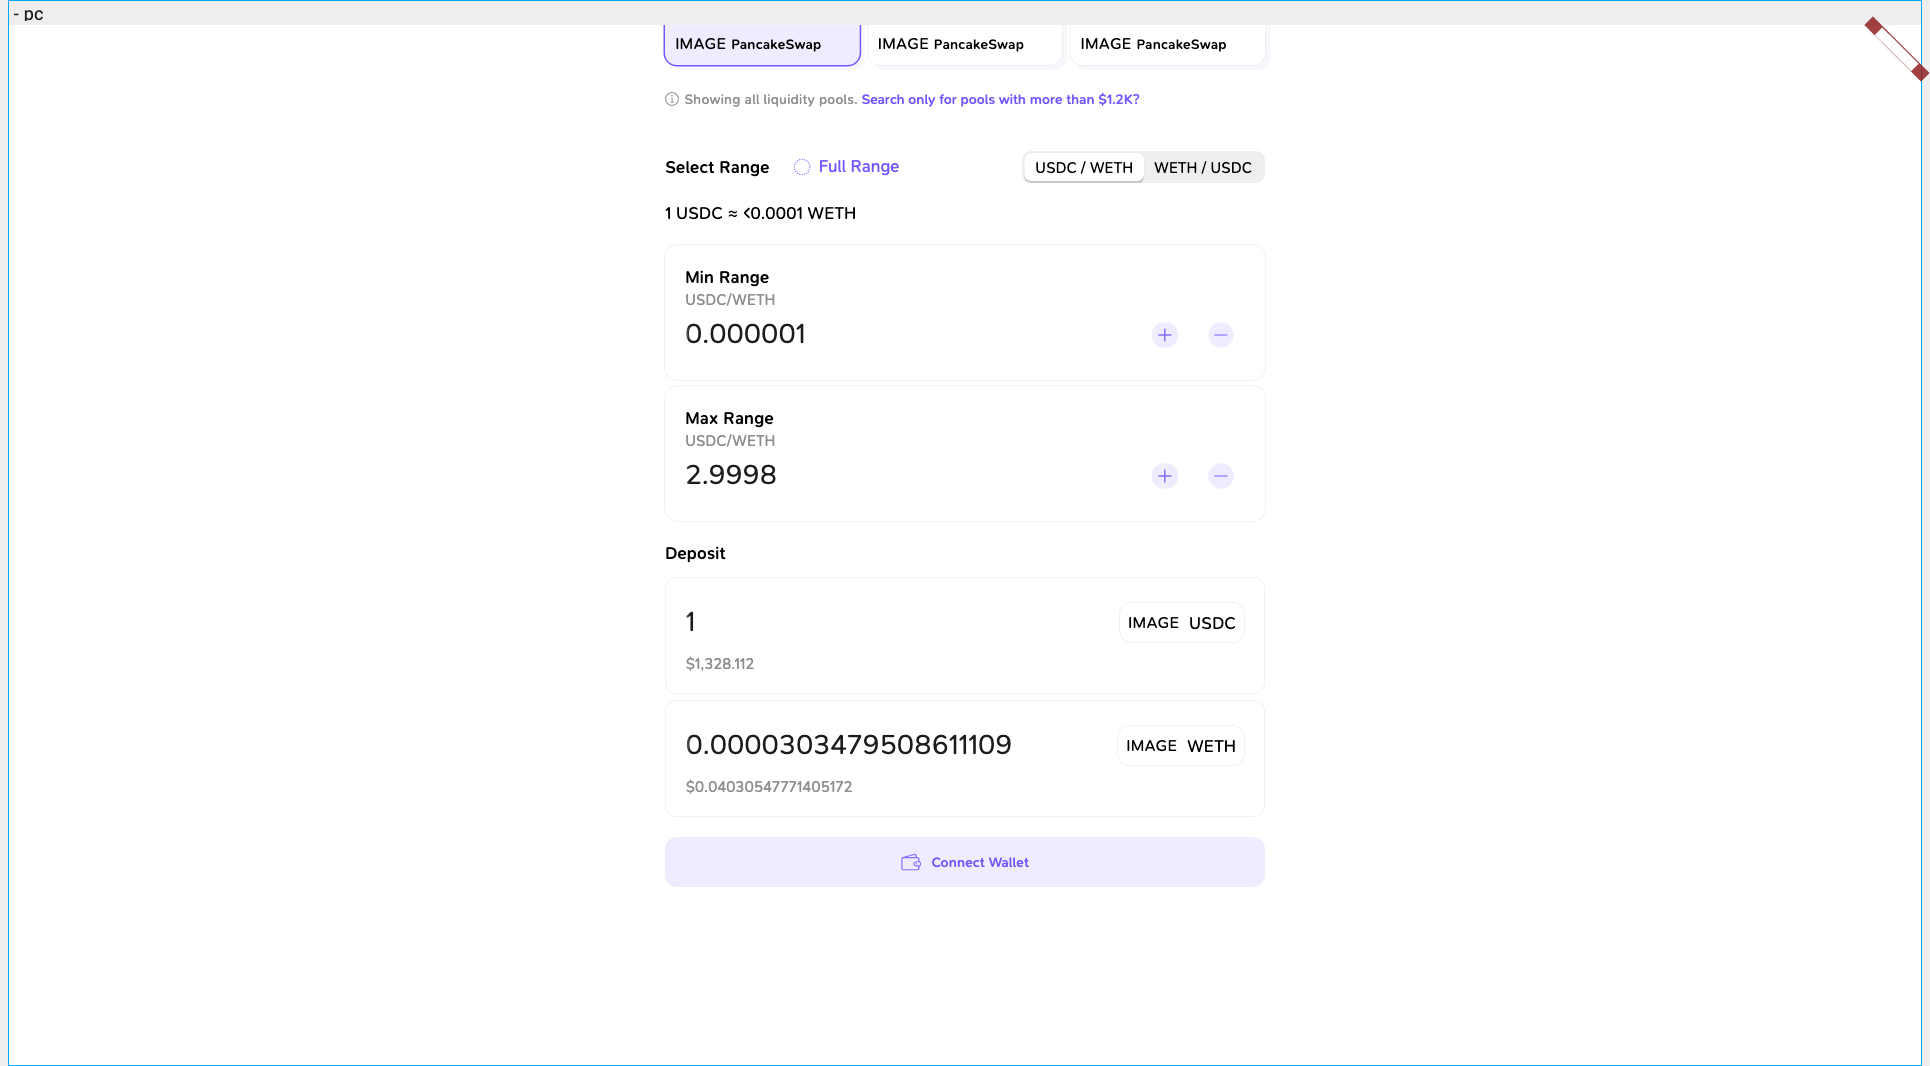 - pc
IMAGE PancakeSwap IMAGE PancakeSwap IMAGE PancakeSwap
Showing all liquidity pools. Search only for pools with more than $1.2K?
Select Range Full Range USDC / WETH WETH / USDC
1 USDC ≈ <0.0001 WETH
Min Range
USDC/WETH
0.000001
Max Range
USDC/WETH
2.9998
Deposit
1 IMAGE USDC
$1,328.112
0.0000303479508611109 IMAGE WETH
$0.04030547771405172
Connect Wallet